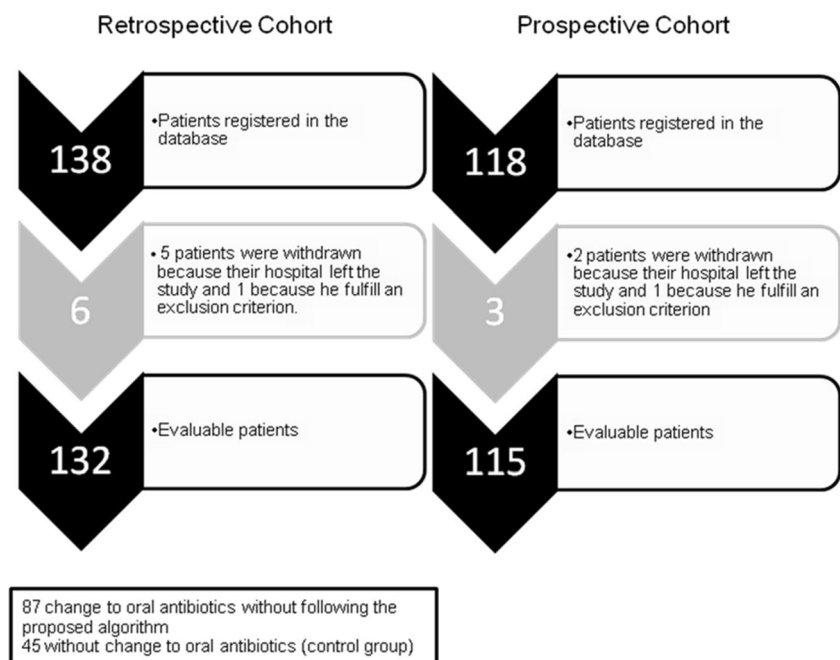 Retrospective Cohort
138
•Patients registered in the
database
6
• 5 patients were withdrawn
because their hospital left the
study and 1 because he fulfill an
exclusion criterion.
132
•Evaluable patients
87 change to oral antibiotics without following the
proposed algorithm
45 without change to oral antibiotics (control group)
Prospective Cohort
118
•Patients registered in the
database
3
•2 patients were withdrawn
because their hospital left the
study and 1 because he fulfill an
exclusion criterion
115
•Evaluable patients